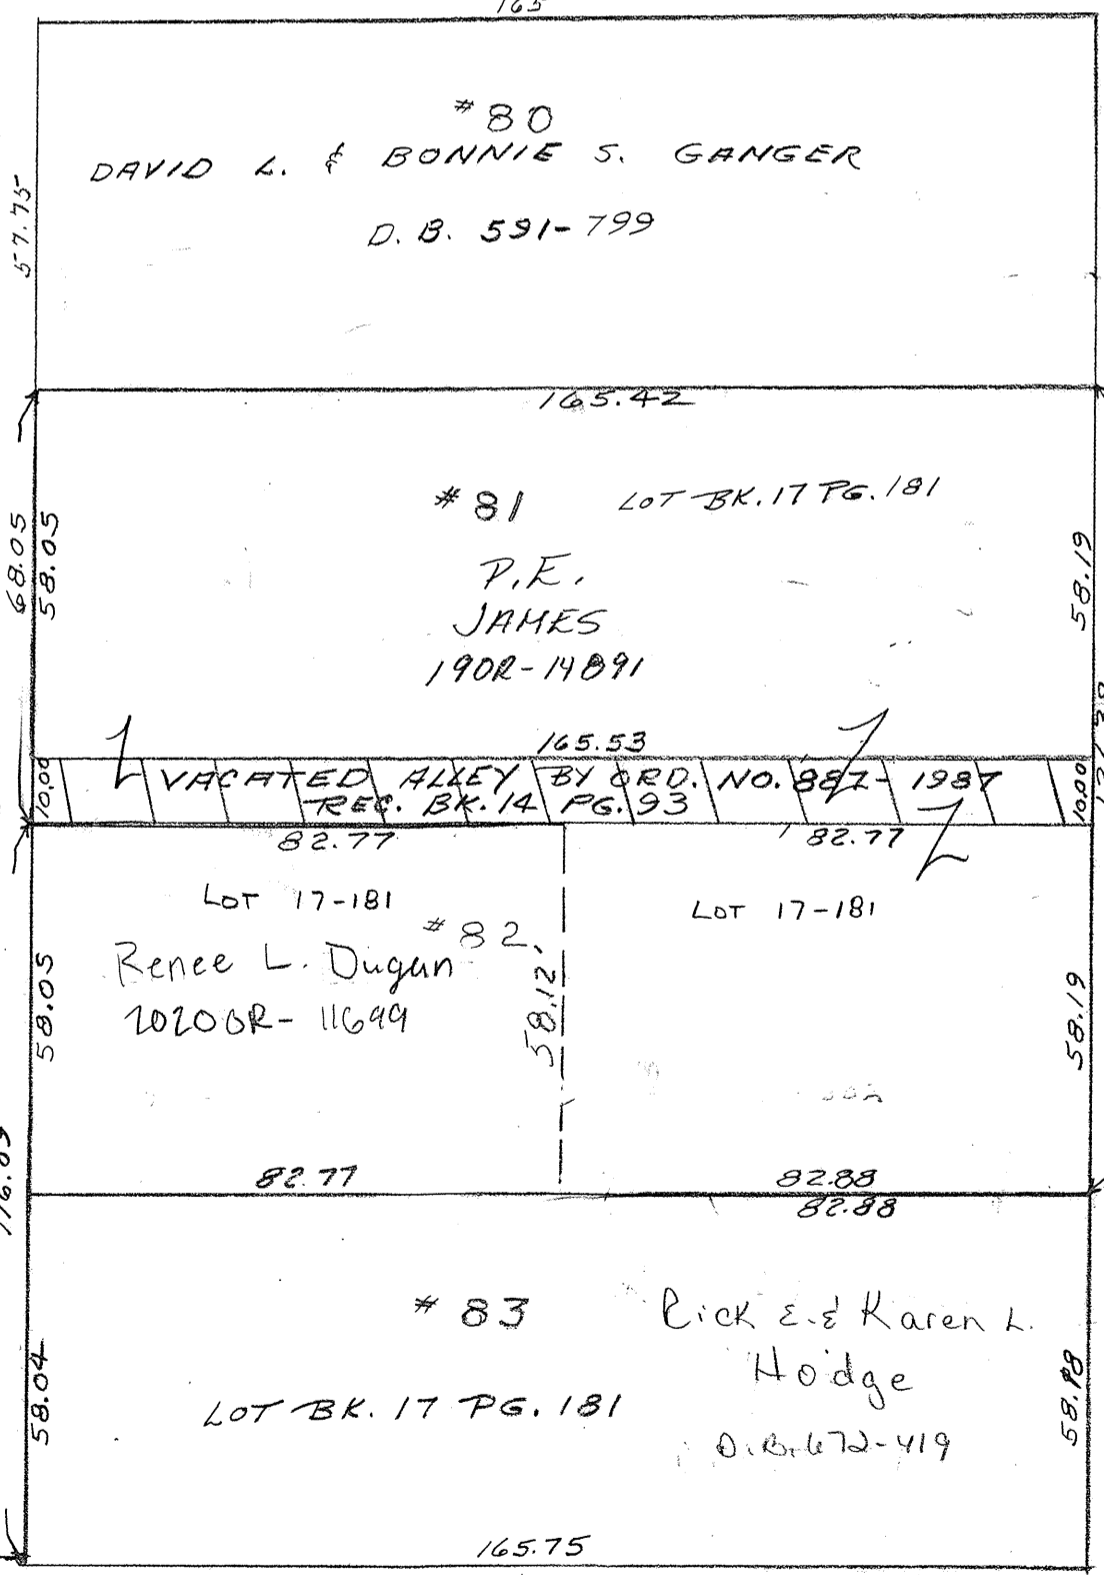 165
#80
DAVID L. & BONNIE S. GANGER
D. B. 591-799
57.75
165.42
#81 LOT BK. 17 PG. 181
P.E.
JAMES
190R-14891
68.05
58.05
58.19
165.53
10.00
VACATED ALLEY BY ORD. NO. 887-1987
REC. BK. 14 PG. 93
10.00
82.77
82.77
LOT 17-181
LOT 17-181
#82
Renee L. Dugan
2020OR-11699
58.05
58.12'
58.19
82.77
82.88
82.88
#83
Rick E. & Karen L.
Hodge
D.B. 672-419
LOT BK. 17 PG. 181
58.04
58.18
165.75